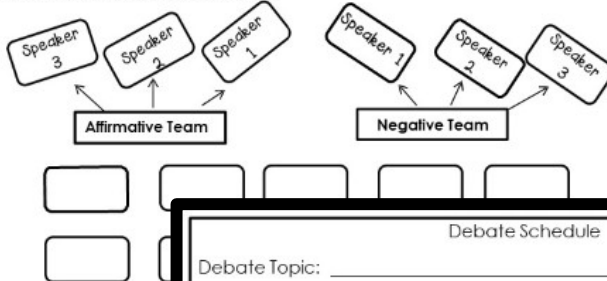 Speaker 3
Speaker 2
Speaker 1
Speaker 1
Speaker 2
Speaker 3
Affirmative Team
Negative Team
Debate Schedule
Debate Topic: